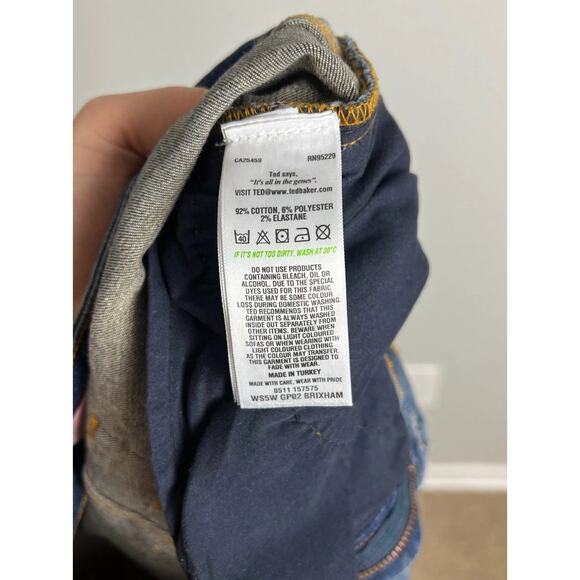 CA25459 RN95229
Ted says,
"It's all in the genes".
VISIT TED@www.tedbaker.com
92% COTTON, 6% POLYESTER
2% ELASTANE
40
IF IT'S NOT TOO DIRTY, WASH AT 30°C
DO NOT USE PRODUCTS
CONTAINING BLEACH, OIL OR
ALCOHOL. DUE TO THE SPECIAL
DYES USED FOR THIS FABRIC
THERE MAY BE SOME COLOUR
LOSS DURING DOMESTIC WASHING.
TED RECOMMENDS THAT THIS
GARMENT IS ALWAYS WASHED
INSIDE OUT SEPARATELY FROM
OTHER ITEMS. BEWARE WHEN
SITTING ON LIGHT COLOURED
SOFAS OR WHEN WEARING WITH
LIGHT COLOURED CLOTHING
AS THE COLOUR MAY TRANSFER.
THIS GARMENT IS DESIGNED TO
FADE WITH WEAR.
MADE IN TURKEY
MADE WITH CARE, WEAR WITH PRIDE
0511 157575
WS5W GP02 BRIXHAM